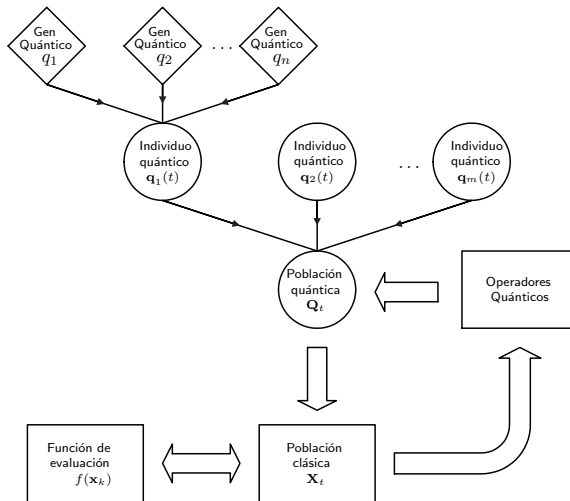 Gen
Quántico
q₁
Gen
Quántico
q₂
. . .
Gen
Quántico
qₙ
Individuo
quántico
𝐪₁(t)
Individuo
quántico
𝐪₂(t)
. . .
Individuo
quántico
𝐪ₘ(t)
Población
quántica
𝐐ₜ
Operadores
Quánticos
Función de
evaluación
f(𝐱ₖ)
Población
clásica
𝐗ₜ